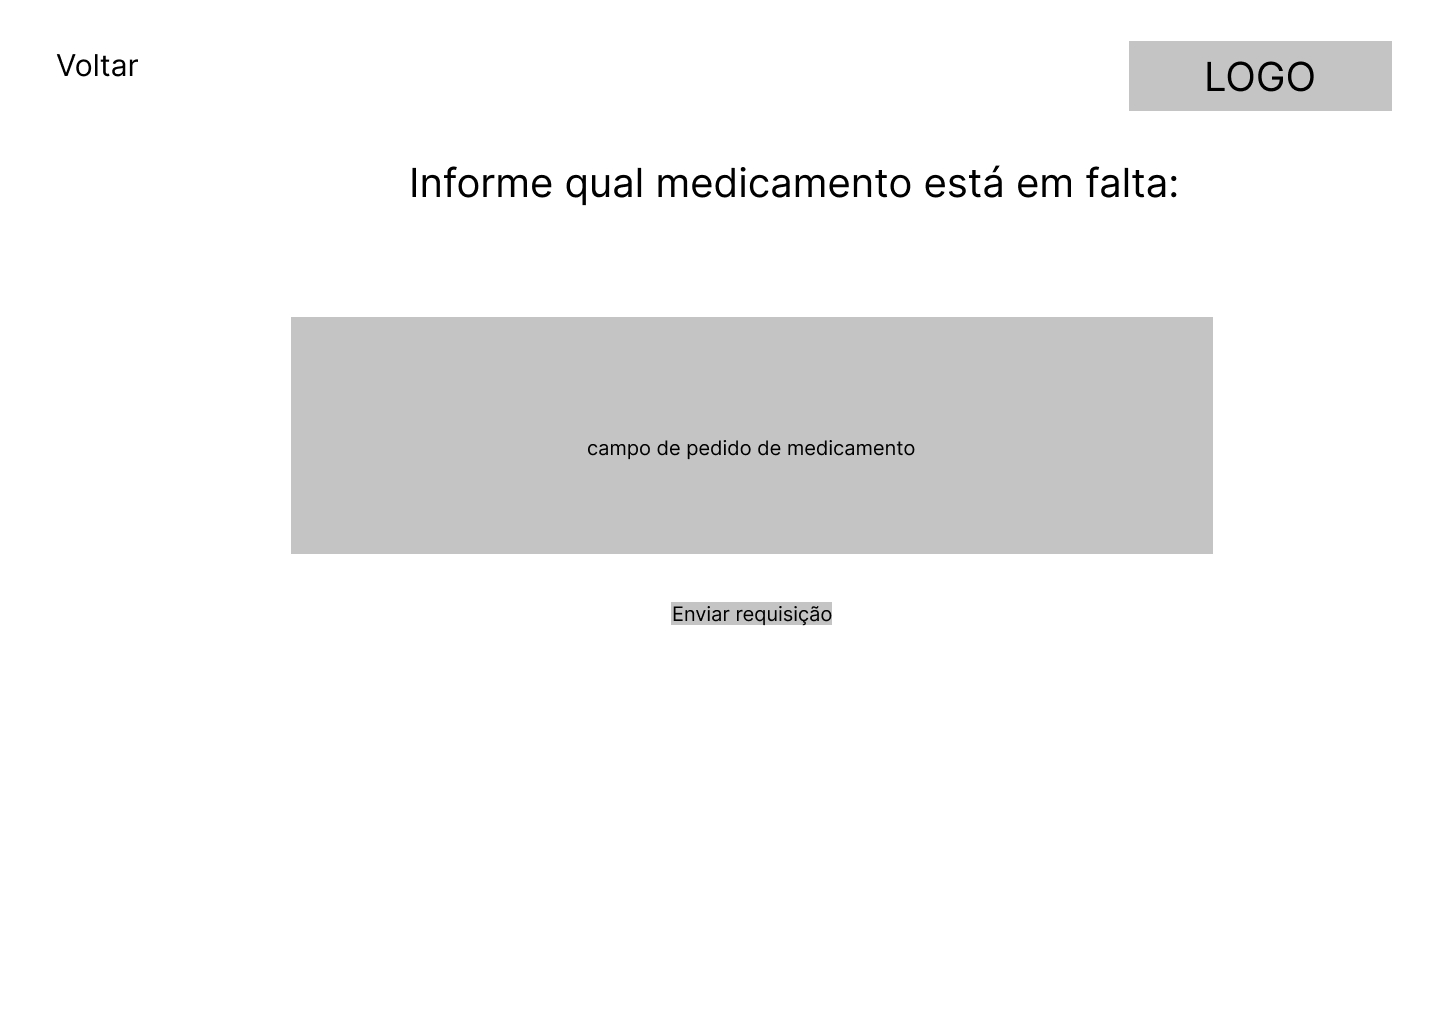 Voltar
LOGO
Informe qual medicamento está em falta:
campo de pedido de medicamento
Enviar requisição